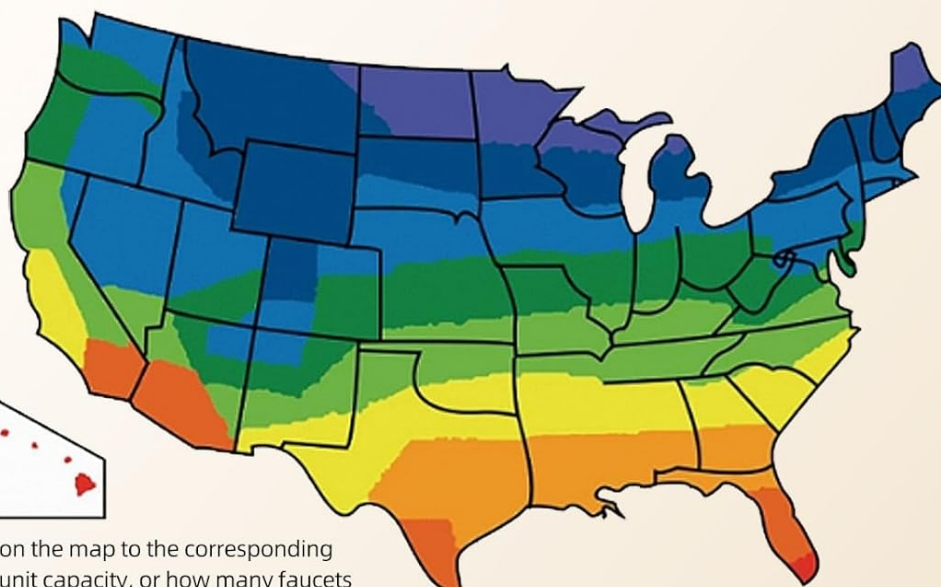 on the map to the corresponding
unit capacity, or how many faucets